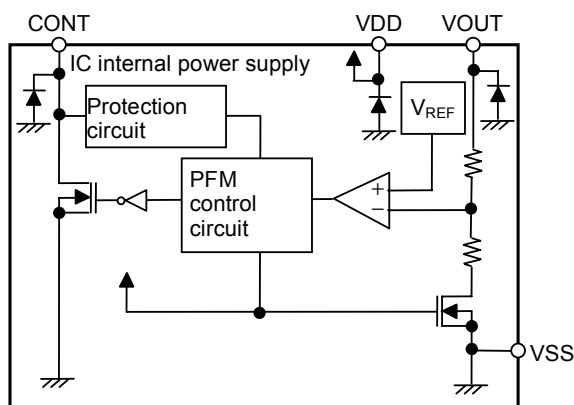 CONT
VDD
VOUT
IC internal power supply
Protection
circuit
VREF
PFM
control
circuit
+
−
VSS